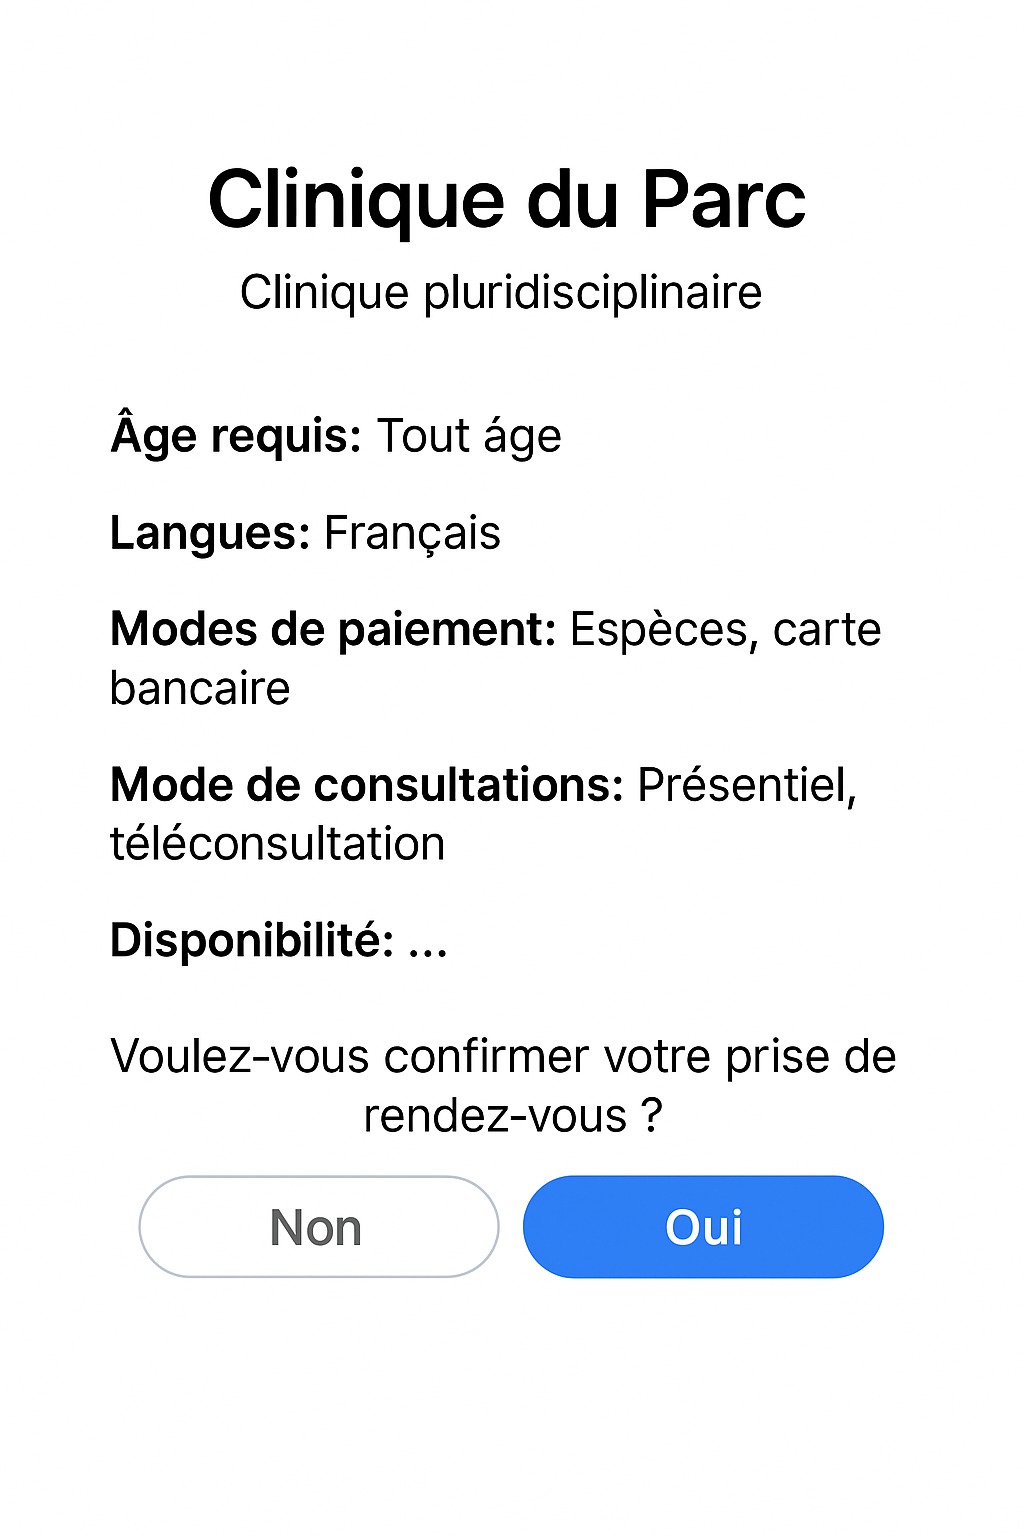 Clinique du Parc
Clinique pluridisciplinaire
Âge requis: Tout áge
Langues: Français
Modes de paiement: Espèces, carte
bancaire
Mode de consultations: Présentiel,
téléconsultation
Disponibilité: ...
Voulez-vous confirmer votre prise de
rendez-vous ?
Non
Oui